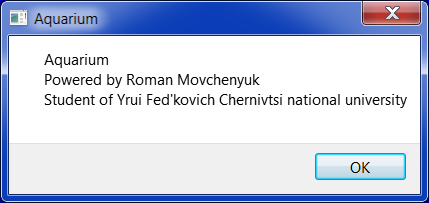 Aquarium
Aquarium
Powered by Roman Movchenyuk
Student of Yrui Fed'kovich Chernivtsi national university
OK